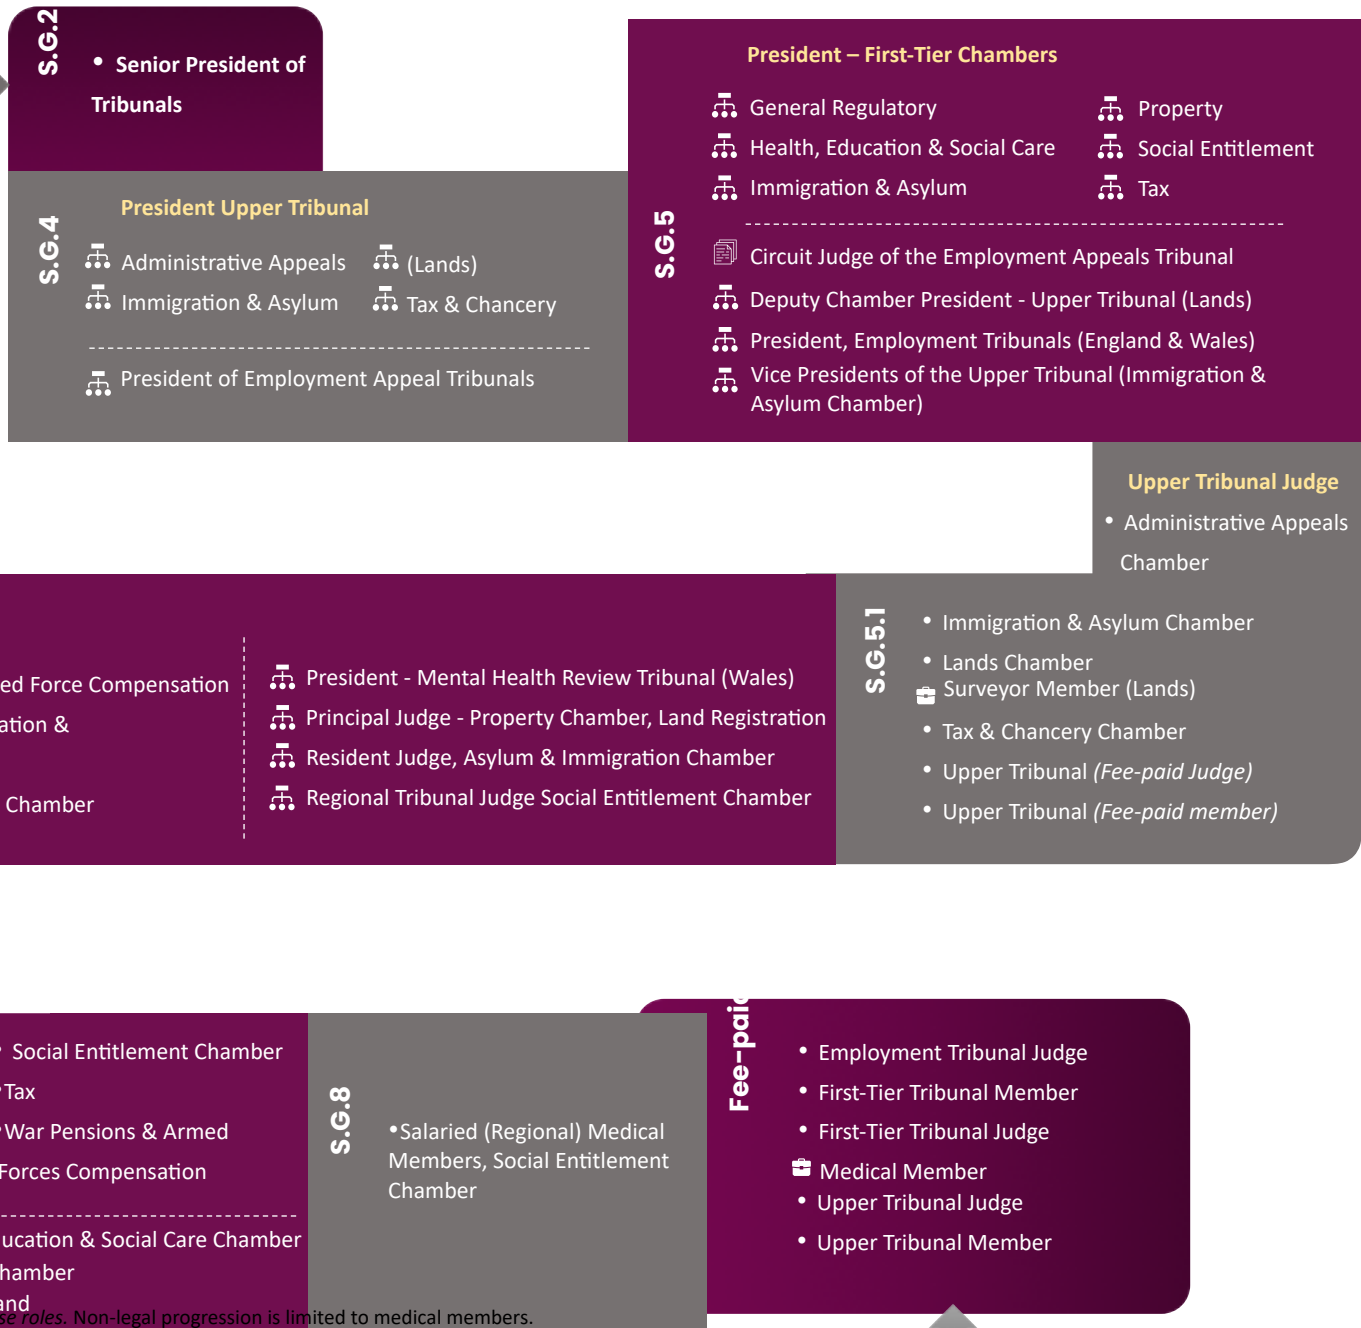 S.G.2
• Senior President of
Tribunals
S.G.4
President Upper Tribunal
Administrative Appeals
(Lands)
Immigration & Asylum
Tax & Chancery
President of Employment Appeal Tribunals
S.G.5
President – First-Tier Chambers
General Regulatory
Property
Health, Education & Social Care
Social Entitlement
Immigration & Asylum
Tax
Circuit Judge of the Employment Appeals Tribunal
Deputy Chamber President - Upper Tribunal (Lands)
President, Employment Tribunals (England & Wales)
Vice Presidents of the Upper Tribunal (Immigration &
Asylum Chamber)
Upper Tribunal Judge
• Administrative Appeals
Chamber
S.G.5.1
• Immigration & Asylum Chamber
• Lands Chamber
Surveyor Member (Lands)
• Tax & Chancery Chamber
• Upper Tribunal (Fee-paid Judge)
• Upper Tribunal (Fee-paid member)
Force Compensation
&
Chamber
President - Mental Health Review Tribunal (Wales)
Principal Judge - Property Chamber, Land Registration
Resident Judge, Asylum & Immigration Chamber
Regional Tribunal Judge Social Entitlement Chamber
• Social Entitlement Chamber
•Tax
•War Pensions & Armed
Forces Compensation
& Social Care Chamber
S.G.8
•Salaried (Regional) Medical
Members, Social Entitlement
Chamber
roles. Non-legal progression is limited to medical members.
Fee-paid
• Employment Tribunal Judge
• First-Tier Tribunal Member
• First-Tier Tribunal Judge
Medical Member
• Upper Tribunal Judge
• Upper Tribunal Member